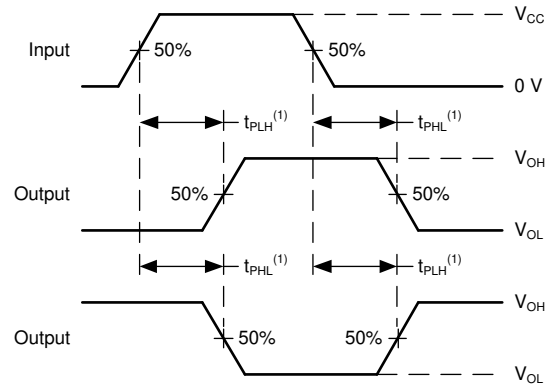 V_CC
Input 50% 50%
0 V
t_PLH^(1) t_PHL^(1)
V_OH
Output 50% 50%
V_OL
t_PHL^(1) t_PLH^(1)
V_OH
Output 50% 50%
V_OL